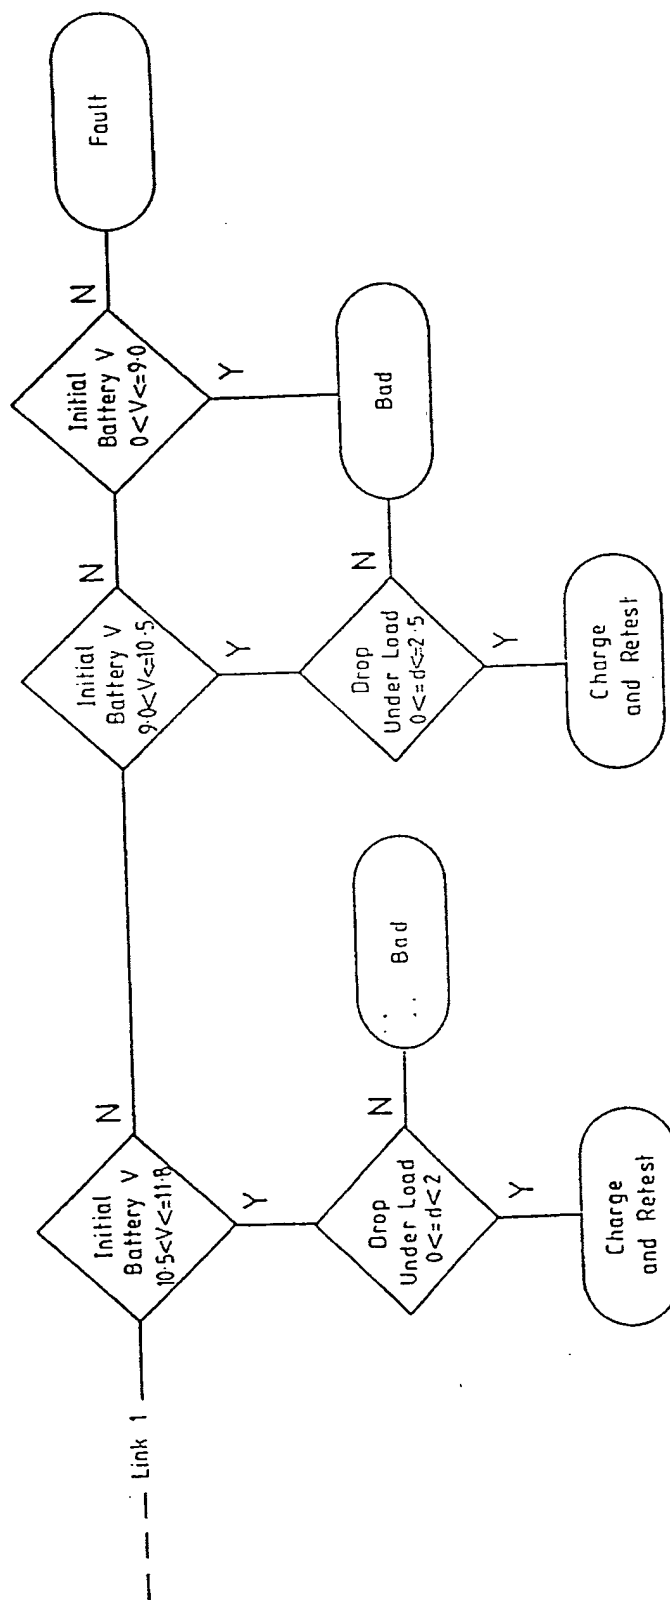 Link 1
Initial
Battery V
10·5<V<=11·8
N
Y
Drop
Under Load
0<=d<2
N
Bad
Y
Charge
and Retest
Initial
Battery V
9·0<V<=10·5
N
Y
Drop
Under Load
0<=d<=2·5
N
Y
Charge
and Retest
Initial
Battery V
0<V<=9·0
N
Fault
Y
Bad